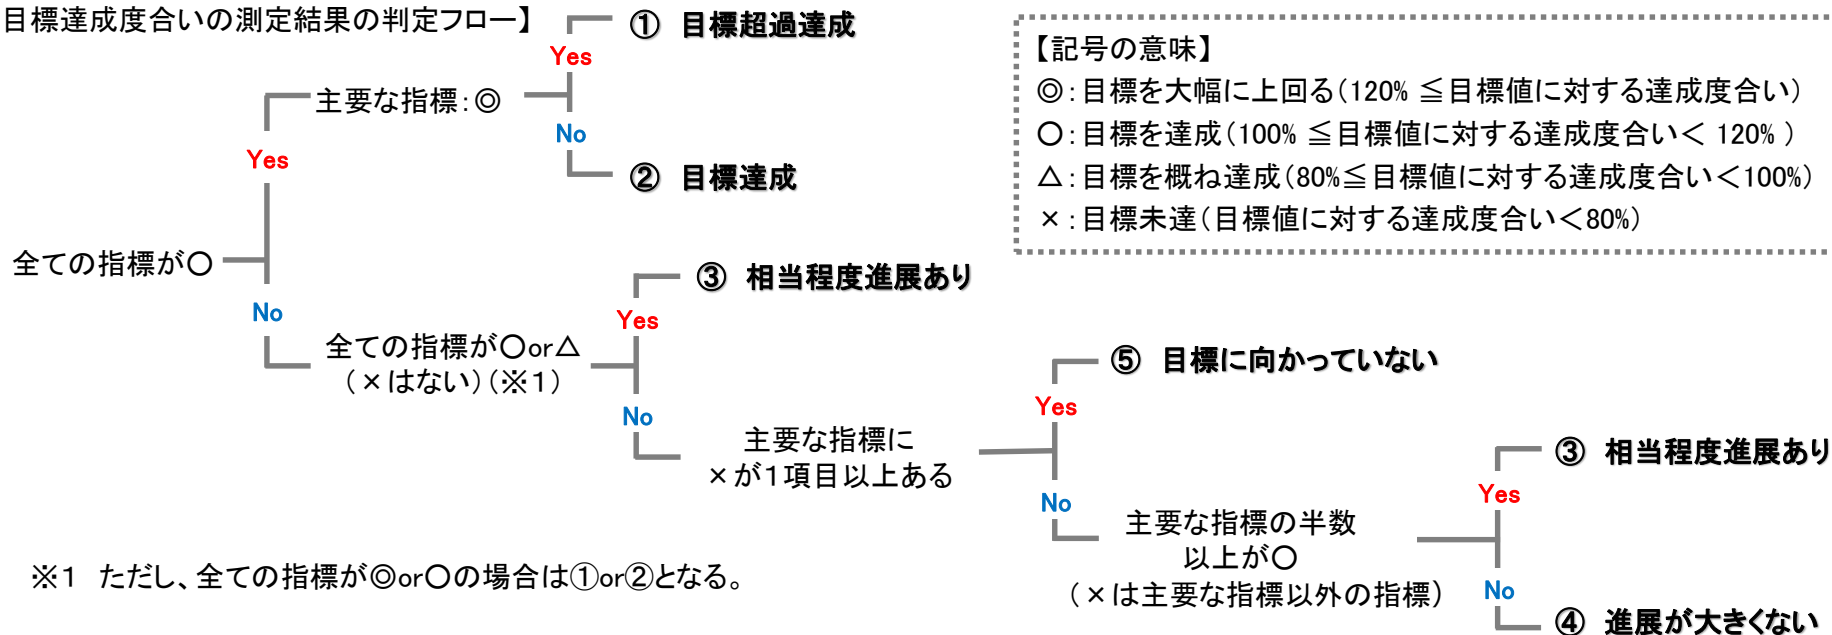 目標達成度合いの測定結果の判定フロー】
① 目標超過達成
Yes
主要な指標：◎
No
② 目標達成
Yes
全ての指標が〇
No
③ 相当程度進展あり
Yes
全ての指標が〇or△
（×はない）（※１）
No
⑤ 目標に向かっていない
Yes
主要な指標に
×が１項目以上ある
No
③ 相当程度進展あり
Yes
主要な指標の半数
以上が〇
（×は主要な指標以外の指標）
No
④ 進展が大きくない
※１ ただし、全ての指標が◎or〇の場合は①or②となる。
【記号の意味】
◎：目標を大幅に上回る（120% ≦目標値に対する達成度合い）
〇：目標を達成（100% ≦目標値に対する達成度合い＜ 120% ）
△：目標を概ね達成（80%≦目標値に対する達成度合い＜100%）
×：目標未達（目標値に対する達成度合い＜80%）